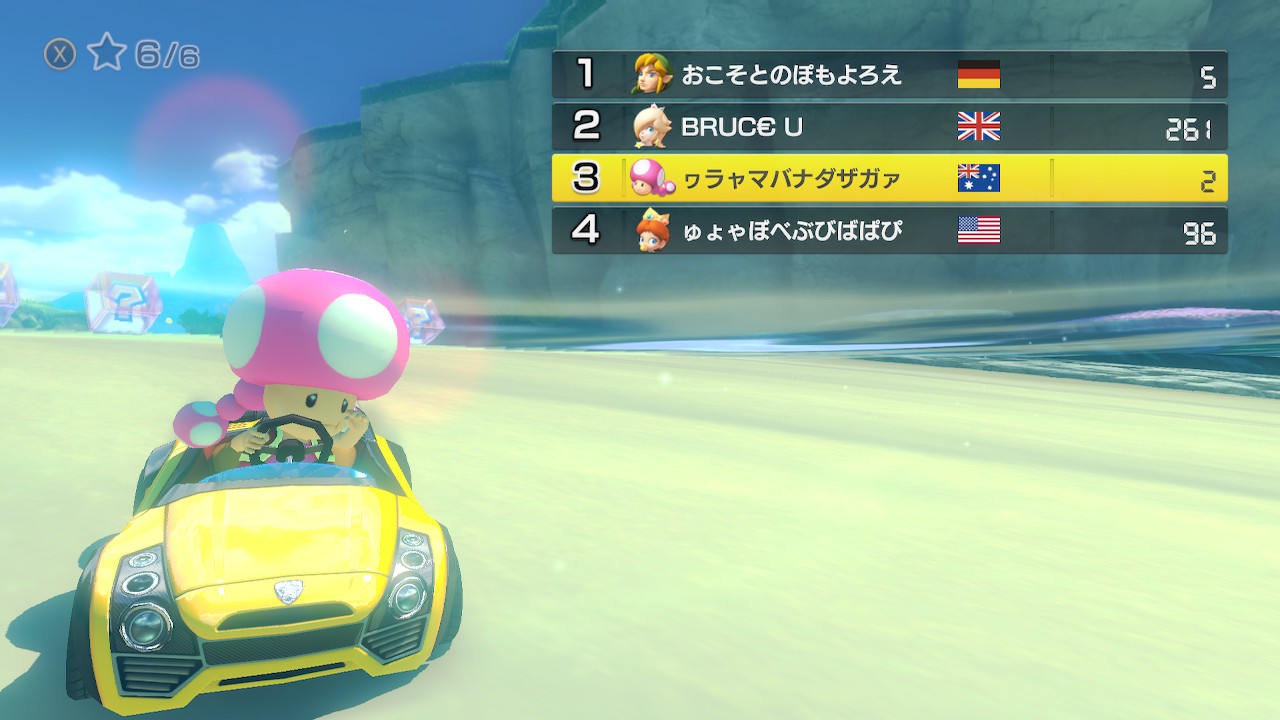 X 6/6
1 おこそとのぽもよろえ 5
2 BRUC€ U 261
3 ヮラャマバナダザガァ 2
4 ゅょゃぼべぶびばぱぴ 96
? ?